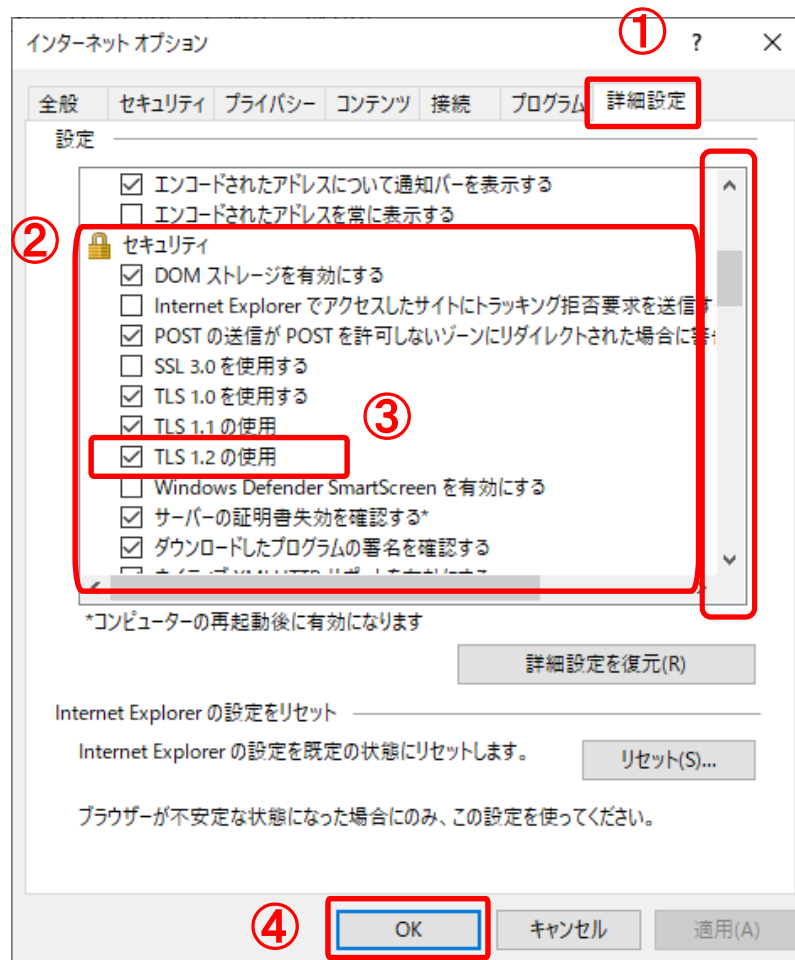 ①
インターネット オプション ? ×
全般 セキュリティ プライバシー コンテンツ 接続 プログラム 詳細設定
設定
エンコードされたアドレスについて通知バーを表示する
エンコードされたアドレスを常に表示する
②
セキュリティ
DOM ストレージを有効にする
Internet Explorer でアクセスしたサイトにトラッキング拒否要求を送信す
POST の送信が POST を許可しないゾーンにリダイレクトされた場合に警告
SSL 3.0 を使用する
TLS 1.0 を使用する
③
TLS 1.1 の使用
TLS 1.2 の使用
Windows Defender SmartScreen を有効にする
サーバーの証明書失効を確認する*
ダウンロードしたプログラムの署名を確認する
*コンピューターの再起動後に有効になります
詳細設定を復元(R)
Internet Explorer の設定をリセット
Internet Explorer の設定を既定の状態にリセットします。
リセット(S)...
ブラウザーが不安定な状態になった場合にのみ、この設定を使ってください。
④
OK キャンセル 適用(A)